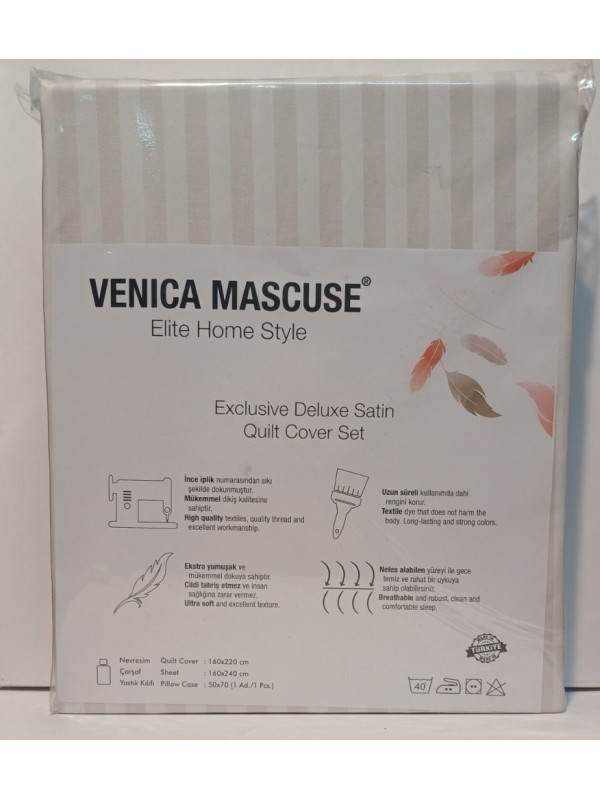 VENICA MASCUSE®
Elite Home Style
Exclusive Deluxe Satin
Quilt Cover Set
İnce iplik numarasından sıkı
şekilde dokunmuştur.
Mükemmel dikiş kalitesine
sahiptir.
High quality textiles, quality thread and
excellent workmanship.
Uzun süreli kullanımda dahi
rengini korur.
Textile dye that does not harm the
body. Long-lasting and strong colors.
Ekstra yumuşak ve
mükemmel dokuya sahiptir.
Cildi tahriş etmez ve insan
sağlığına zarar vermez.
Ultra soft and excellent texture.
Nefes alabilen yüzeyi ile gece
temiz ve rahat bir uykuya
sahip olabilesiniz.
Breathable and robust, clean and
comfortable sleep.
Nevresim Quilt Cover : 160x220 cm
Çarşaf Sheet : 160x240 cm
Yastık Kılıfı Pillow Case : 50x70 (1 Ad./1 Pcs.)
MADE IN
TÜRKİYE
40°